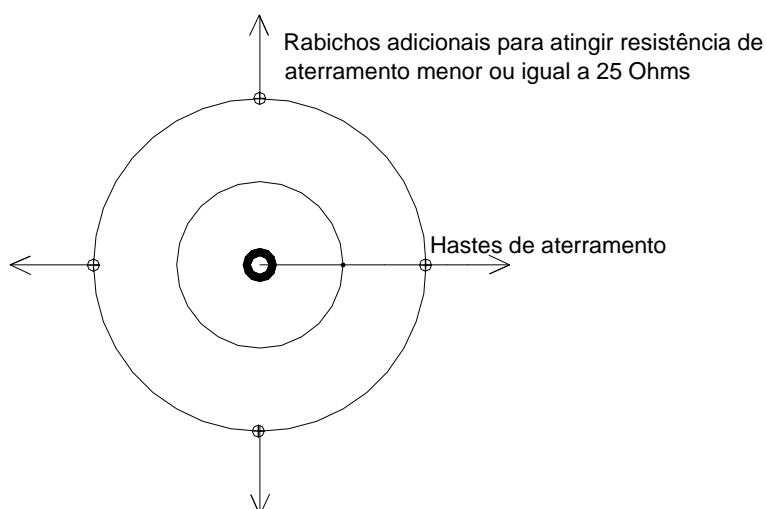 Rabichos adicionais para atingir resistência de
aterramento menor ou igual a 25 Ohms
Hastes de aterramento